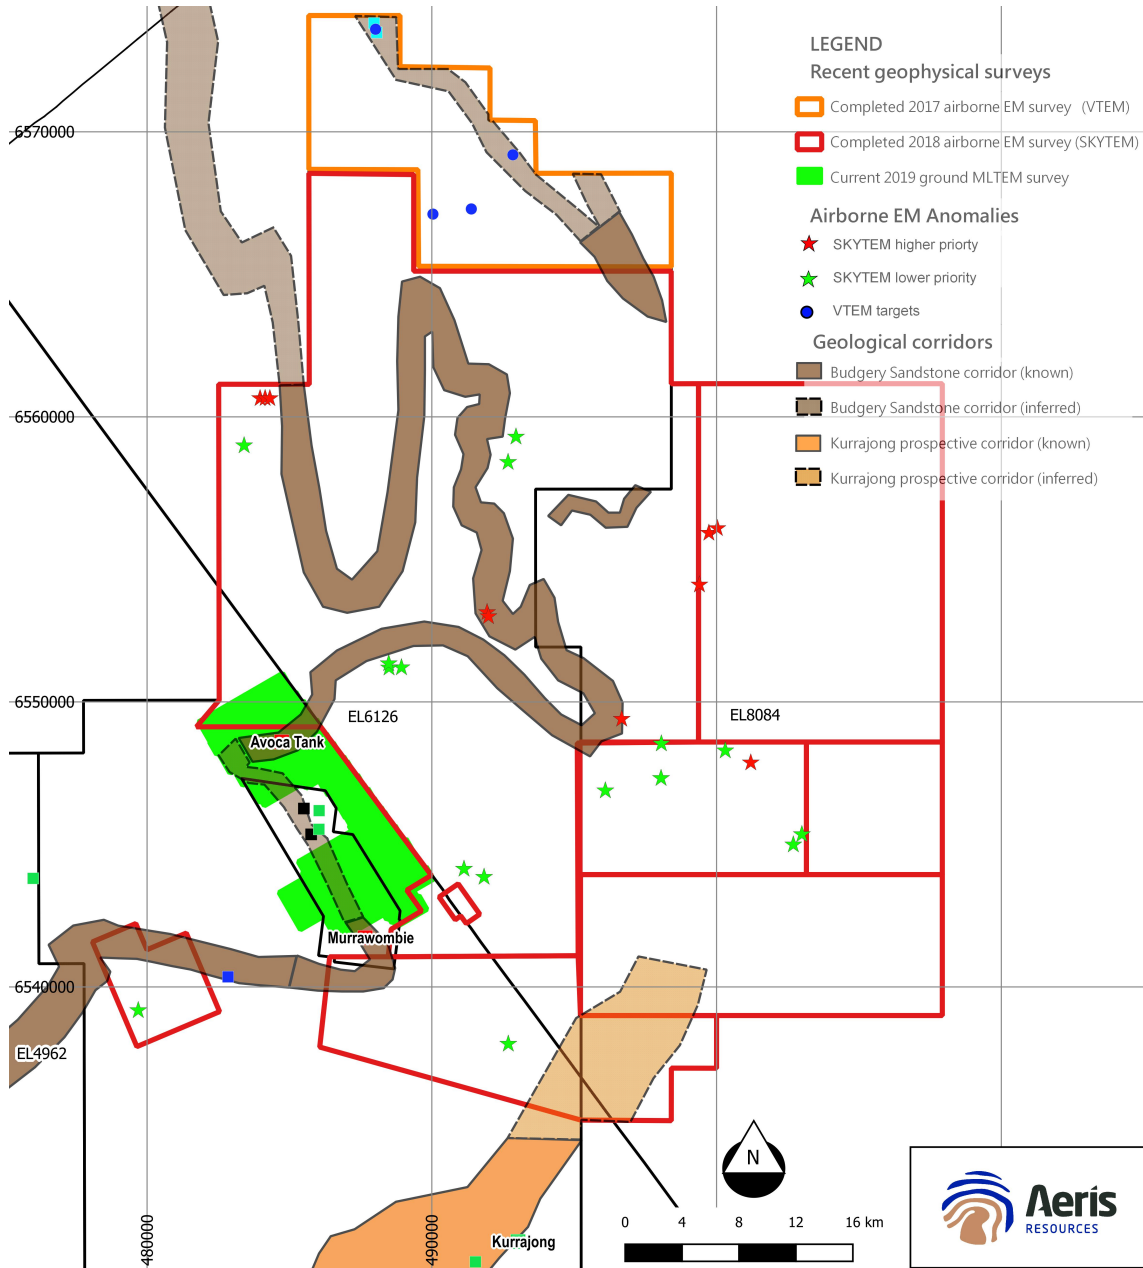 LEGEND
Recent geophysical surveys
Completed 2017 airborne EM survey (VTEM)
Completed 2018 airborne EM survey (SKYTEM)
Current 2019 ground MLTEM survey
Airborne EM Anomalies
SKYTEM higher priorty
SKYTEM lower priority
VTEM targets
Geological corridors
Budgery Sandstone corridor (known)
Budgery Sandstone corridor (inferred)
Kurrajong prospective corridor (known)
Kurrajong prospective corridor (inferred)
6570000
6560000
6550000
6540000
EL6126
EL8084
Avoca Tank
Murrawombie
EL4962
Kurrajong
480000
490000
N
0 4 8 12 16 km
Aeris
RESOURCES